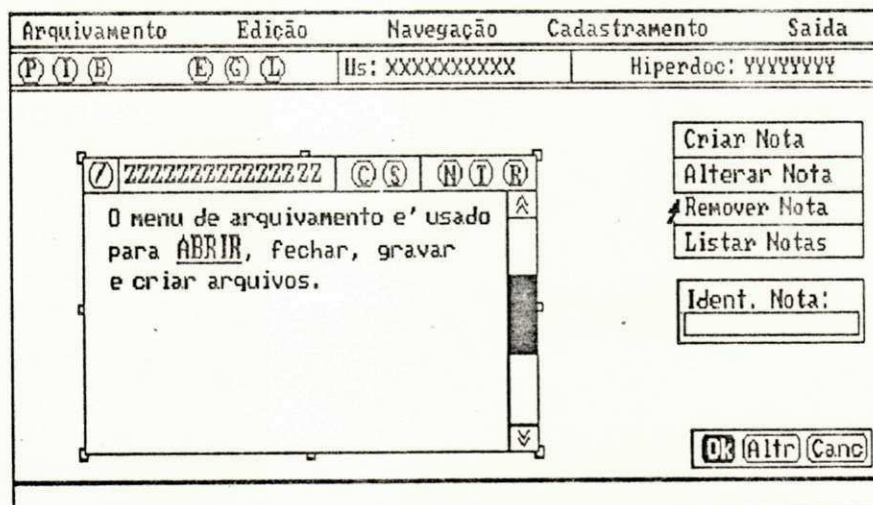 Arquivamento Edição Navegação Cadastramento Saida
P I B E G L Us: XXXXXXXXXX Hiperdoc: YYYYYYYY
/ ZZZZZZZZZZZZZZZ C S N I R
O menu de arquivamento e' usado
para ABRIR, fechar, gravar
e criar arquivos.
Criar Nota
Alterar Nota
Remover Nota
Listar Notas
Ident. Nota:
Ok Altr Canc